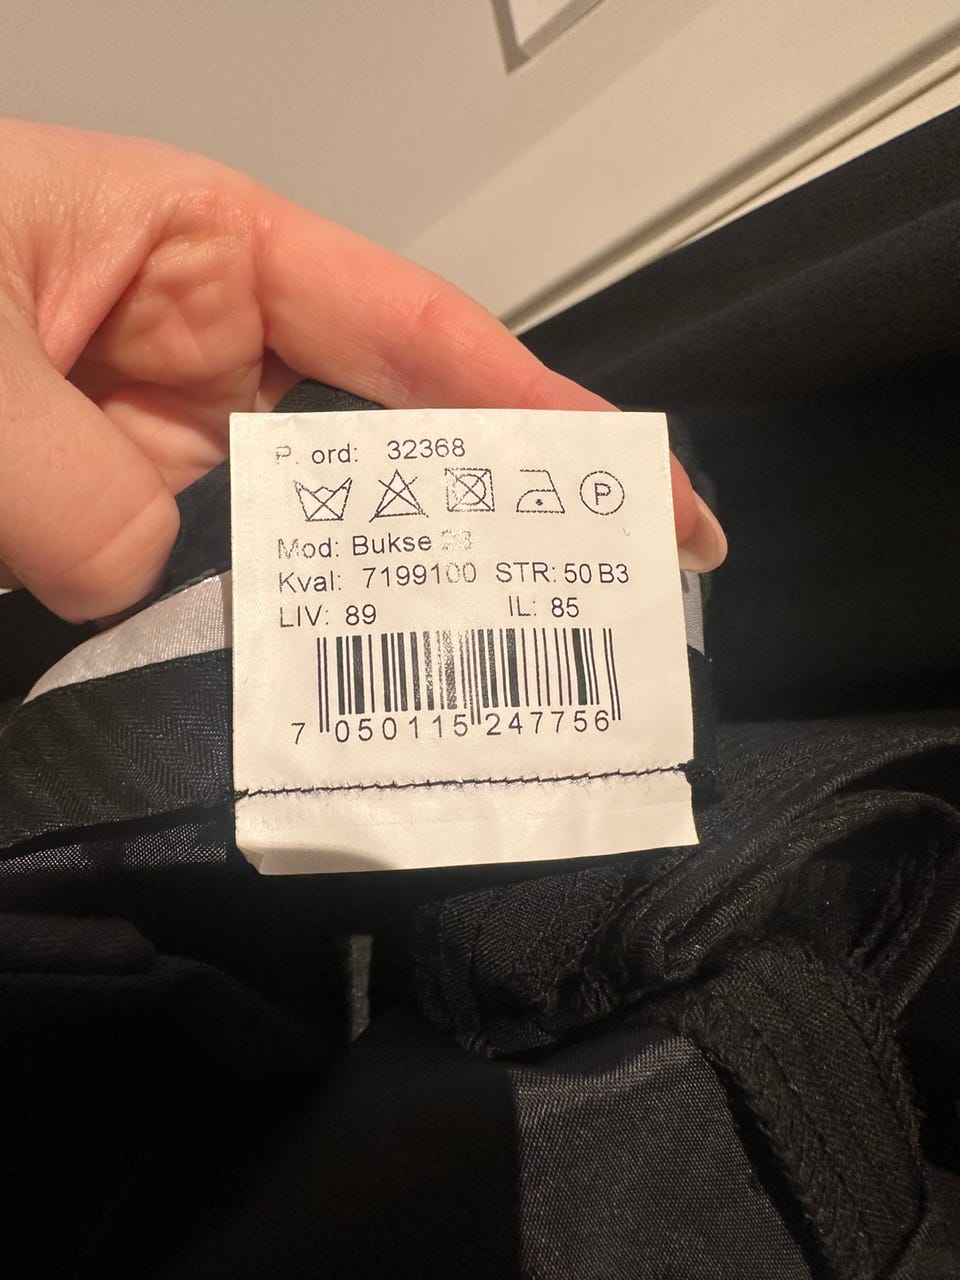 P. ord: 32368
P
Mod: Bukse
Kval: 7199100 STR: 50 B3
LIV: 89 IL: 85
7 050115 247756